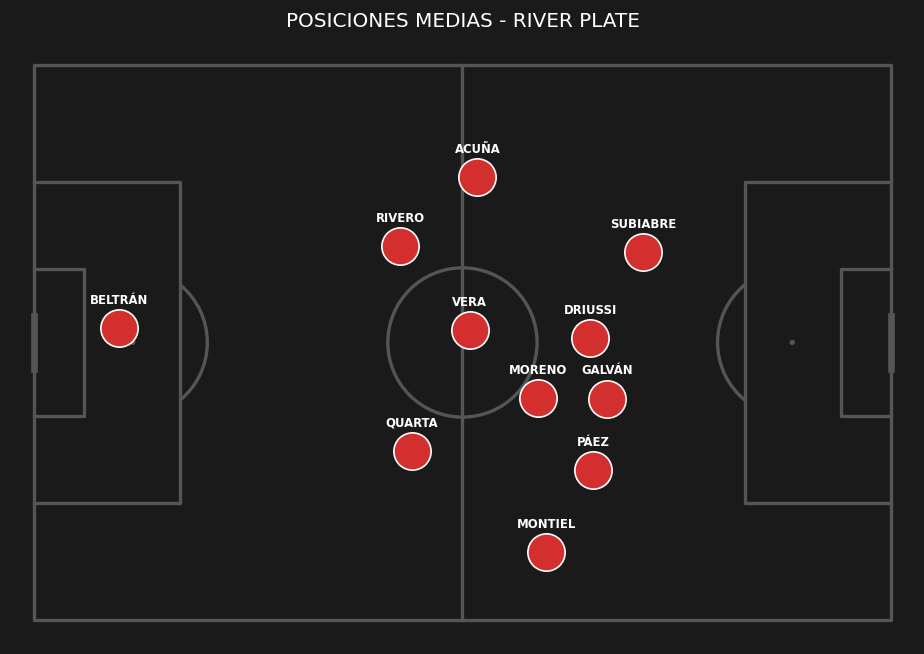 POSICIONES MEDIAS - RIVER PLATE
ACUÑA
RIVERO
SUBIABRE
BELTRÁN
VERA
DRIUSSI
MORENO
GALVÁN
QUARTA
PÁEZ
MONTIEL